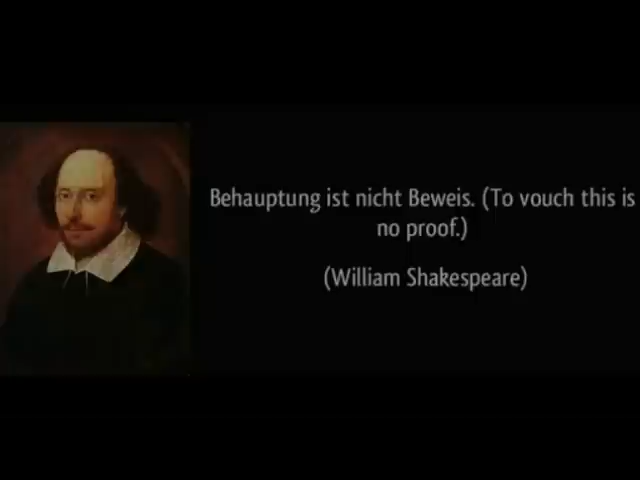 Behauptung ist nicht Beweis. (To vouch this is
no proof.)
(William Shakespeare)